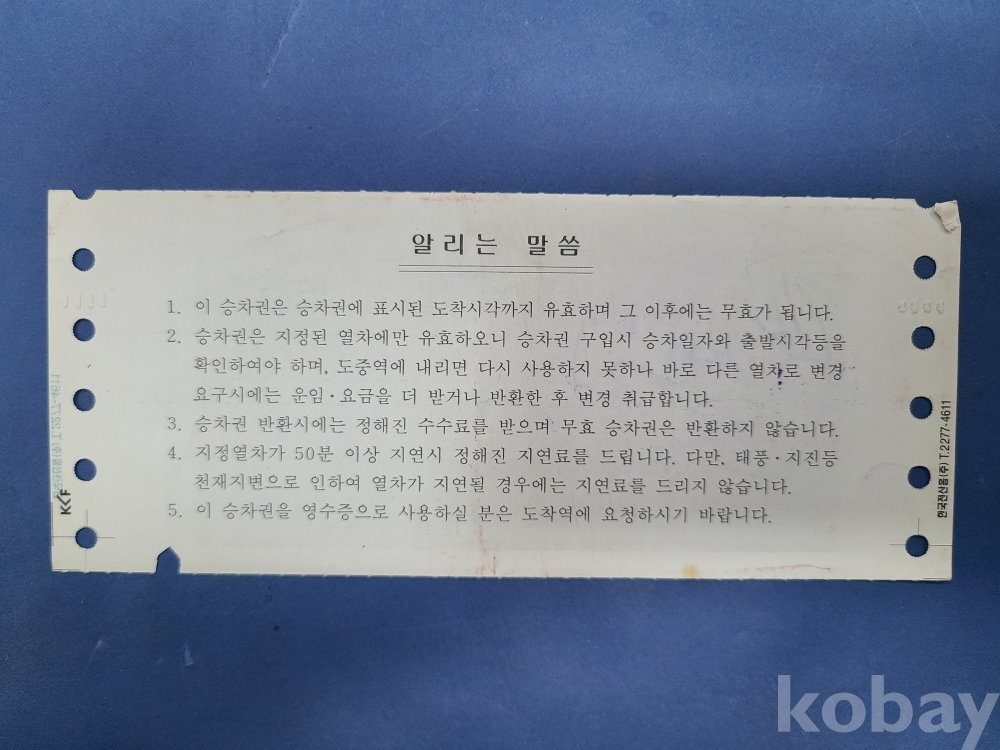 알리는 말씀
1. 이 승차권은 승차권에 표시된 도착시각까지 유효하며 그 이후에는 무효가 됩니다.
2. 승차권은 지정된 열차에만 유효하오니 승차권 구입시 승차일자와 출발시각등을
확인하여야 하며, 도중역에 내리면 다시 사용하지 못하나 바로 다른 열차로 변경
요구시에는 운임·요금을 더 받거나 반환한 후 변경 취급합니다.
3. 승차권 반환시에는 정해진 수수료를 받으며 무효 승차권은 반환하지 않습니다.
4. 지정열차가 50분 이상 지연시 정해진 지연료를 드립니다. 다만, 태풍·지진등
천재지변으로 인하여 열차가 지연될 경우에는 지연료를 드리지 않습니다.
5. 이 승차권을 영수증으로 사용하실 분은 도착역에 요청하시기 바랍니다.
한국전산홈(주) T.2277-4611
KCF
kobay